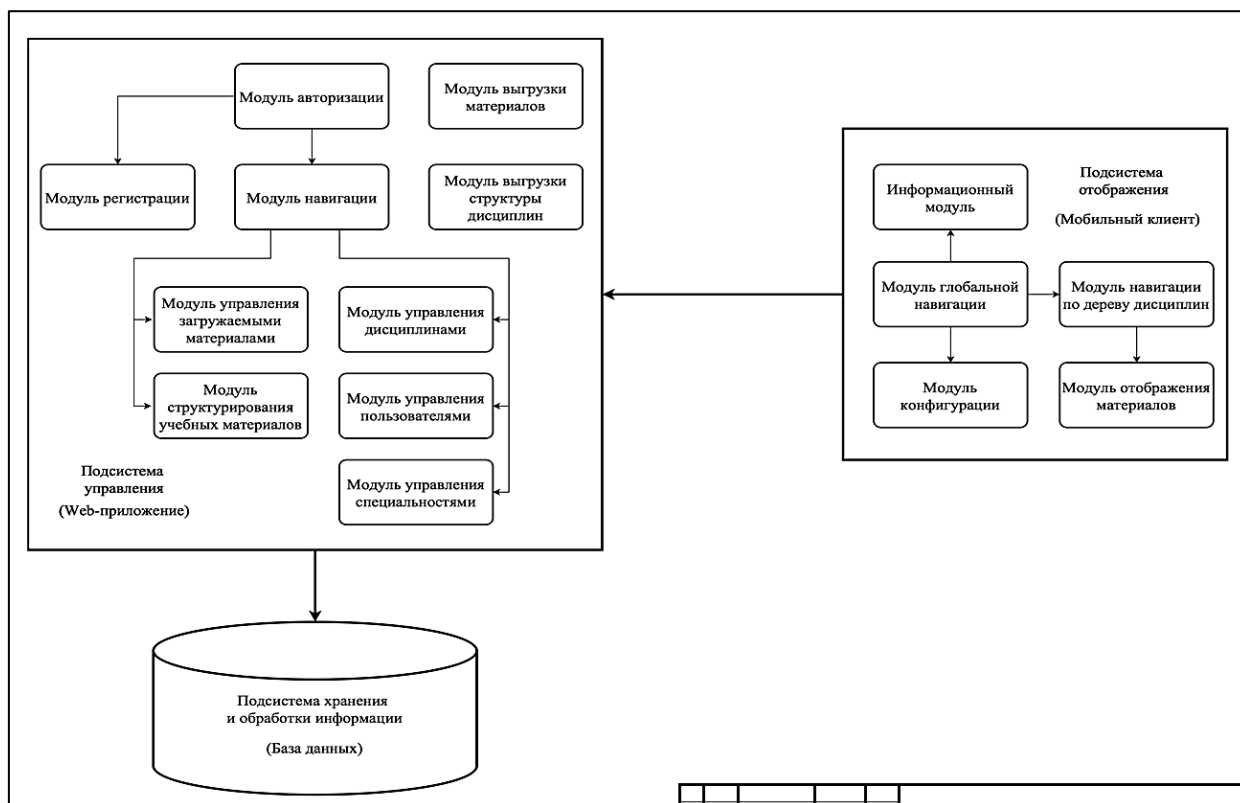 Модуль авторизации
Модуль выгрузки
материалов
Модуль регистрации
Модуль навигации
Модуль выгрузки
структуры
дисциплин
Модуль управления
загружаемыми
материалами
Модуль управления
дисциплинами
Модуль
структурирования
учебных материалов
Модуль управления
пользователями
Модуль управления
специальностями
Подсистема
управления
(Web-приложение)
Информационный
модуль
Подсистема
отображения
(Мобильный клиент)
Модуль глобальной
навигации
Модуль навигации
по дереву дисциплин
Модуль
конфигурации
Модуль отображения
материалов
Подсистема хранения
и обработки информации
(База данных)